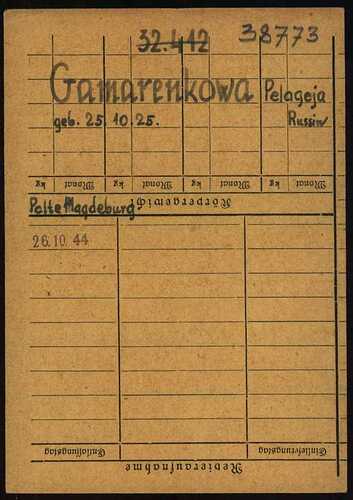 32.412 38773
Gamarenkowa Pelageja
geb. 25.10.25. Russin
kg Monat kg Monat kg Monat kg Monat
Körpergewicht
Polte Magdeburg
26.10.44
Entlassungstag Einlieferungstag
Revieraufnahme